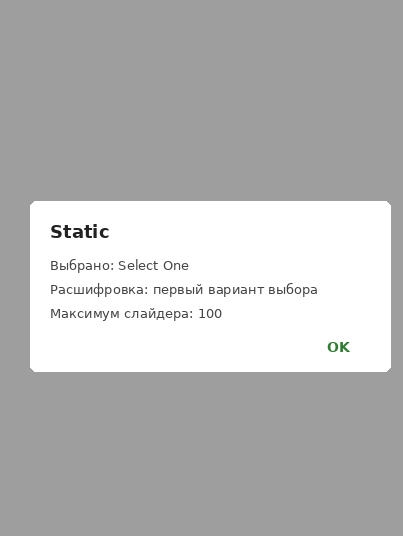 Static
Выбрано: Select One
Расшифровка: первый вариант выбора
Максимум слайдера: 100
OK